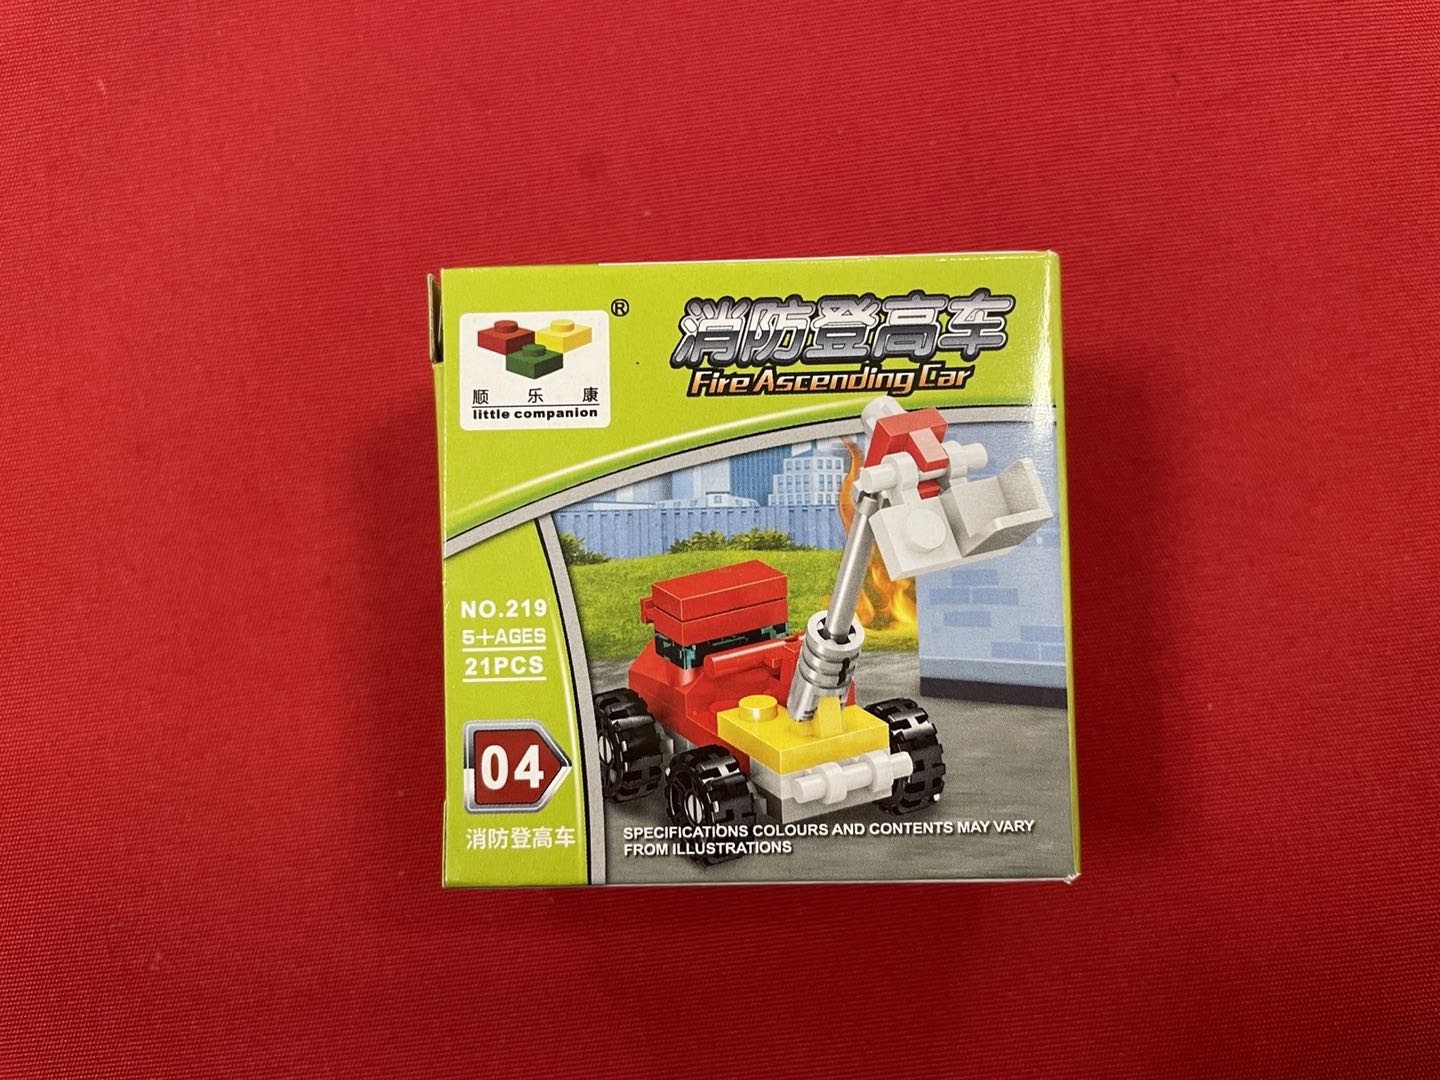 ®
顺 乐 康
little companion
消防登高车
Fire Ascending Car
NO.219
5+AGES
21PCS
04
消防登高车
SPECIFICATIONS COLOURS AND CONTENTS MAY VARY
FROM ILLUSTRATIONS